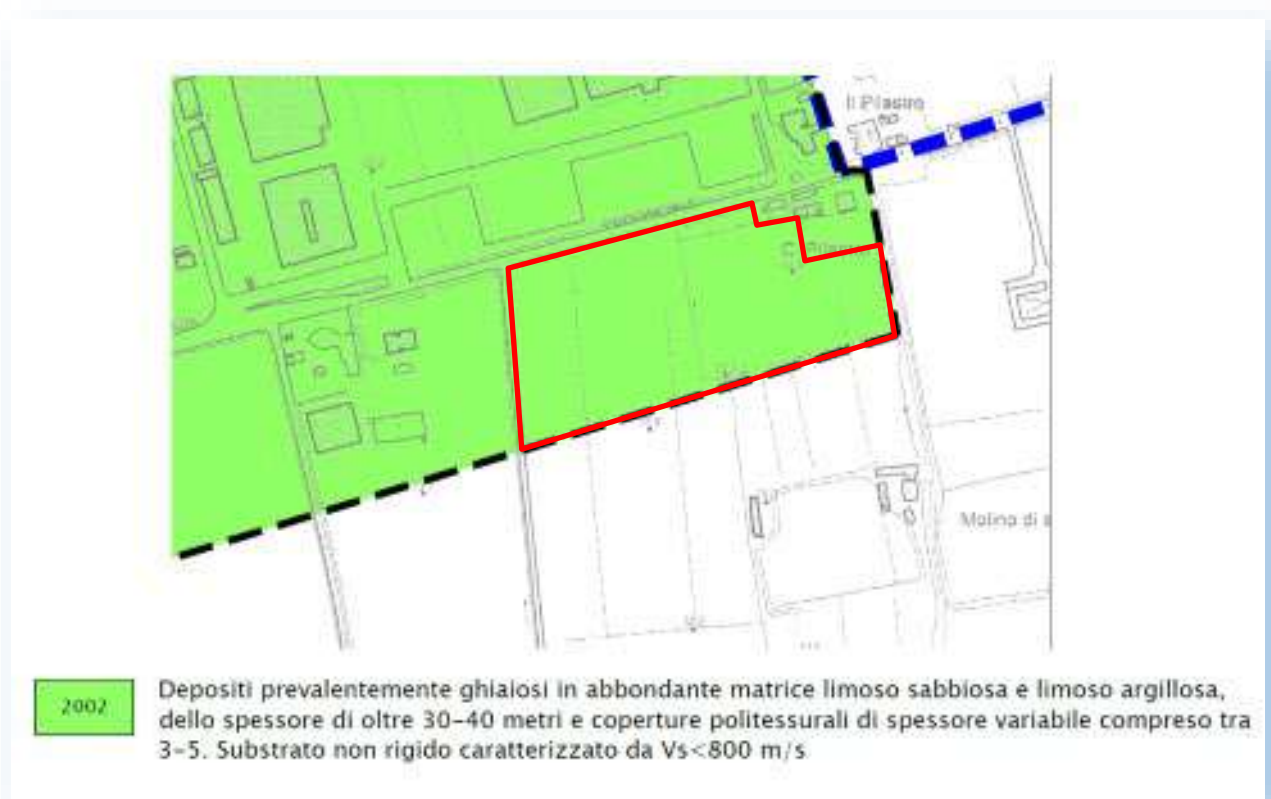 Il Pilastro
C. Pilastro
Molino di s
2002
Depositi prevalentemente ghiaiosi in abbondante matrice limoso sabbiosa e limoso argillosa,
dello spessore di oltre 30-40 metri e coperture politessurali di spessore variabile compreso tra
3-5. Substrato non rigido caratterizzato da Vs<800 m/s